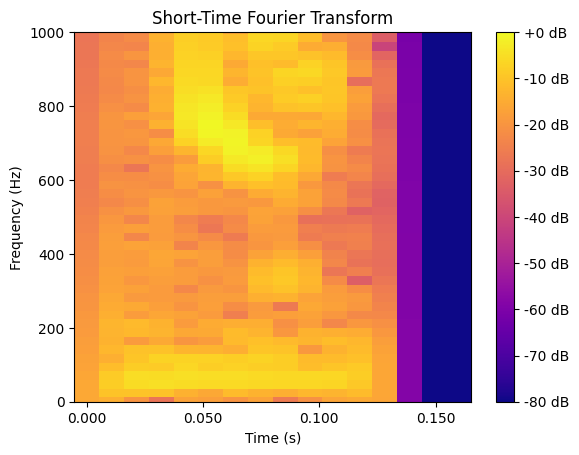 Short-Time Fourier Transform
1000
800
600
400
200
0
Frequency (Hz)
0.000
0.050
0.100
0.150
Time (s)
+0 dB
-10 dB
-20 dB
-30 dB
-40 dB
-50 dB
-60 dB
-70 dB
-80 dB